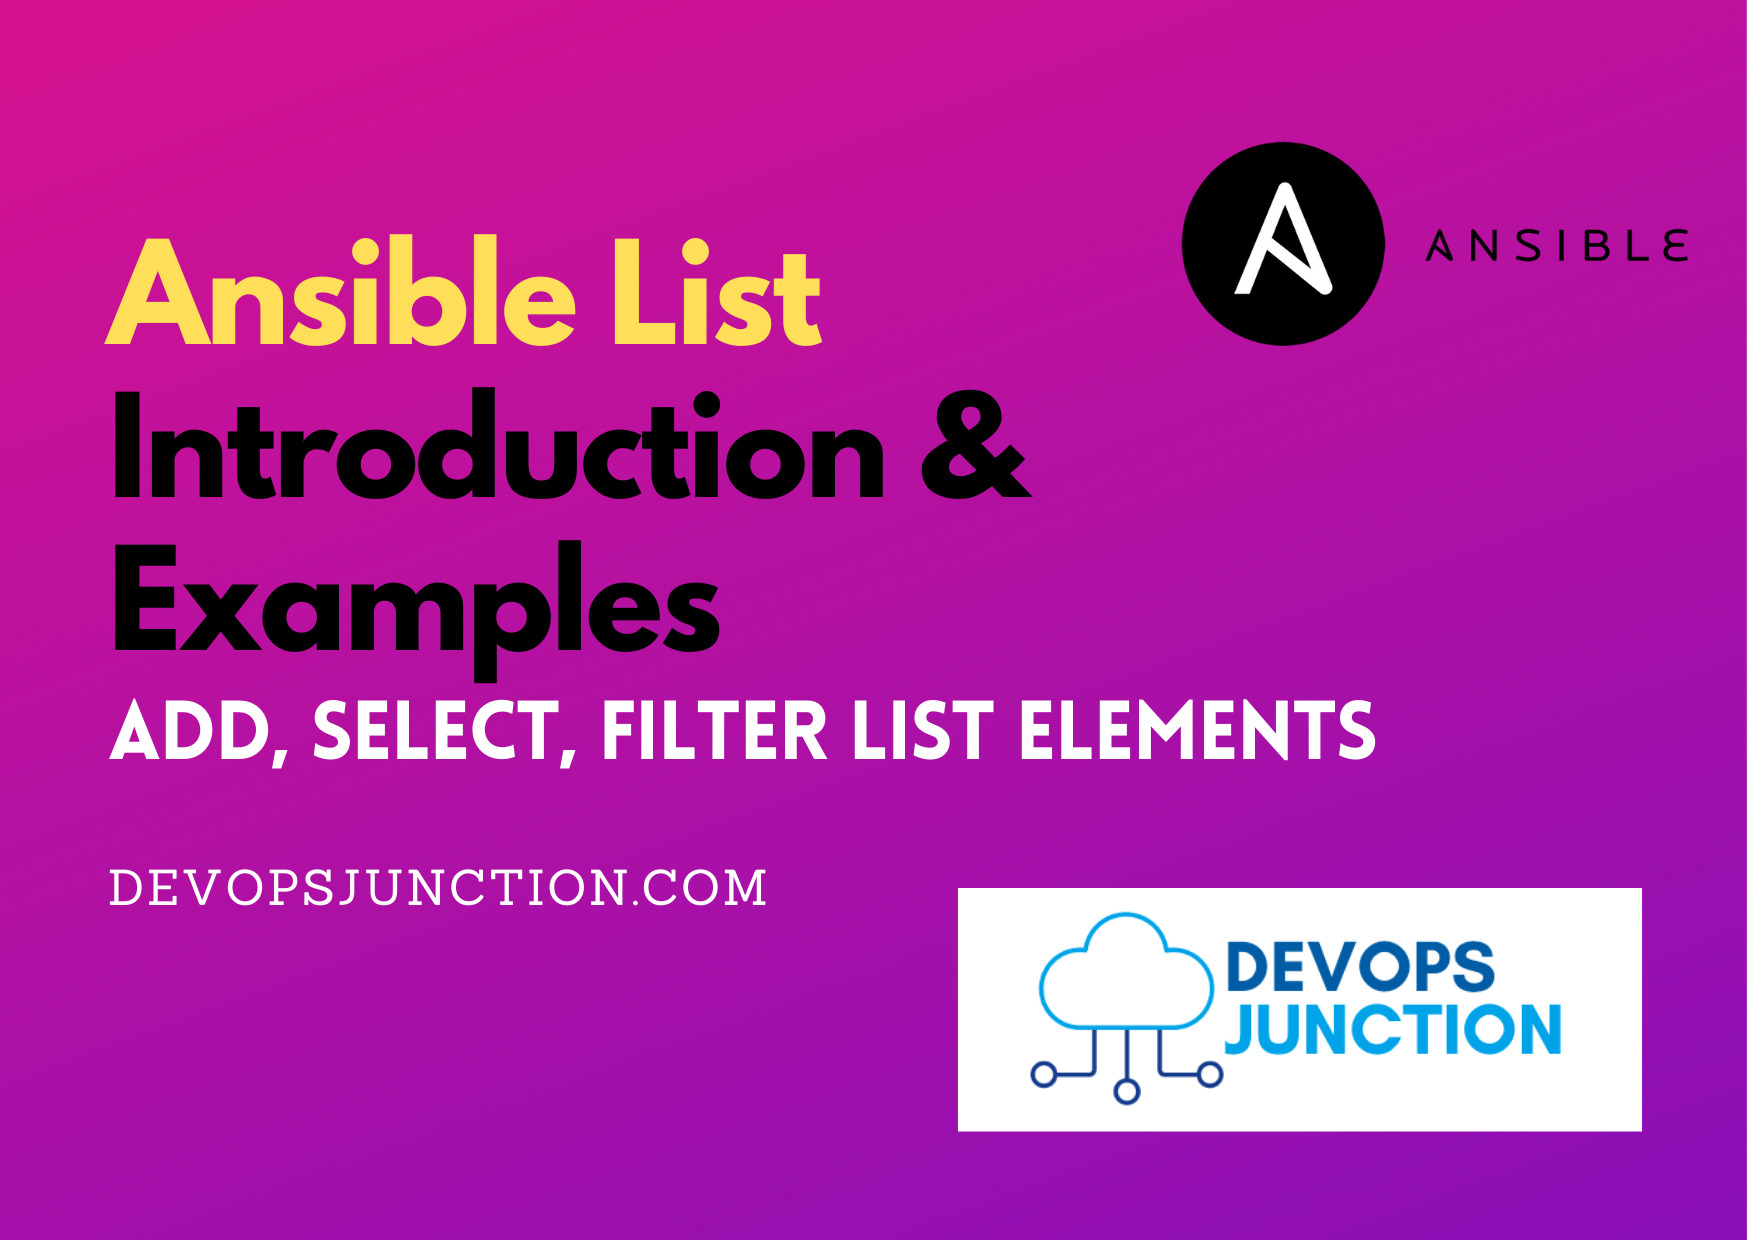 Ansible List
ANSIBLE
Introduction &
Examples
ADD, SELECT, FILTER LIST ELEMENTS
DEVOPSJUNCTION.COM
DEVOPS
JUNCTION